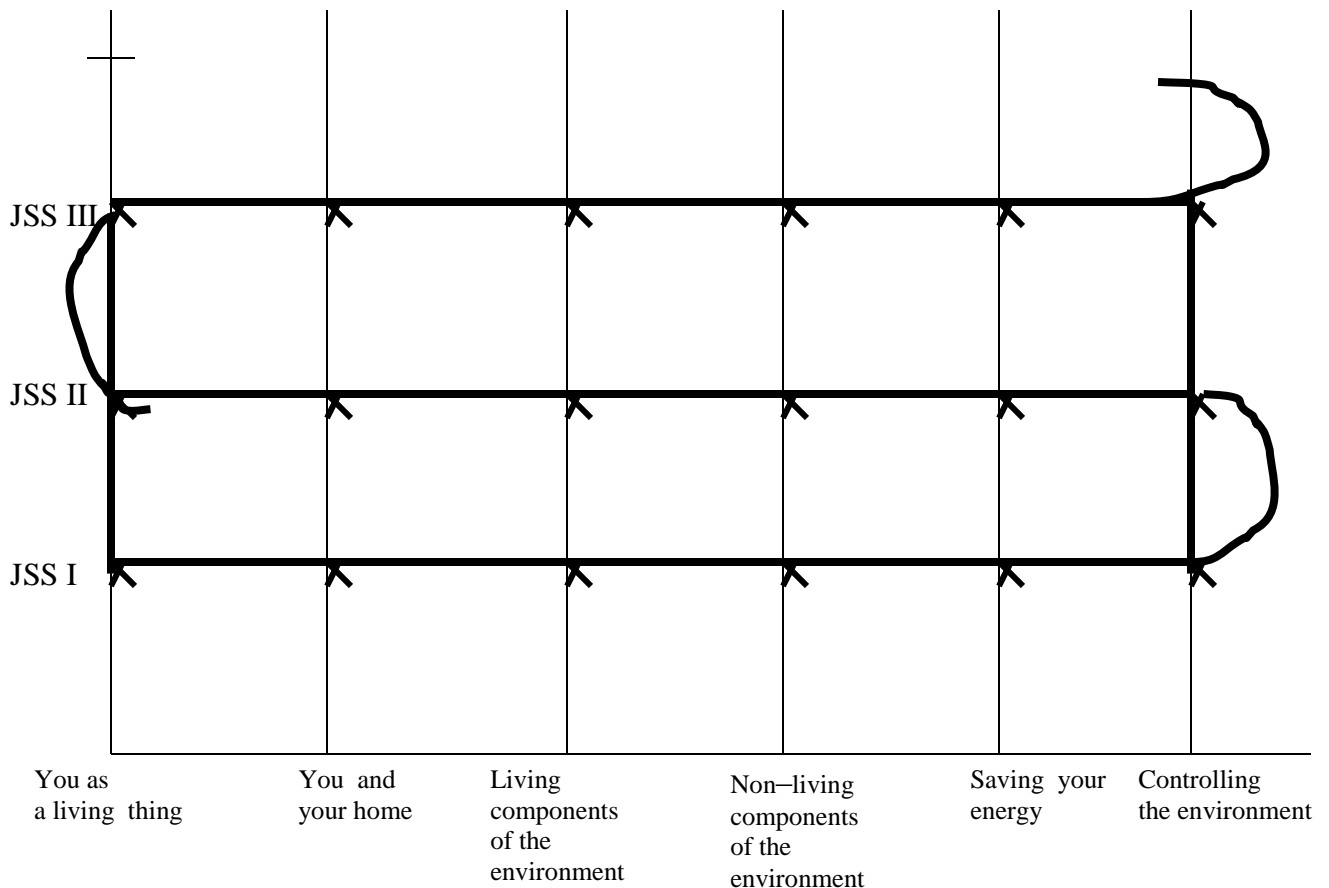 JSS III
JSS II
JSS I
You as
a living thing
You and
your home
Living
components
of the
environment
Non–living
components
of the
environment
Saving your
energy
Controlling
the environment